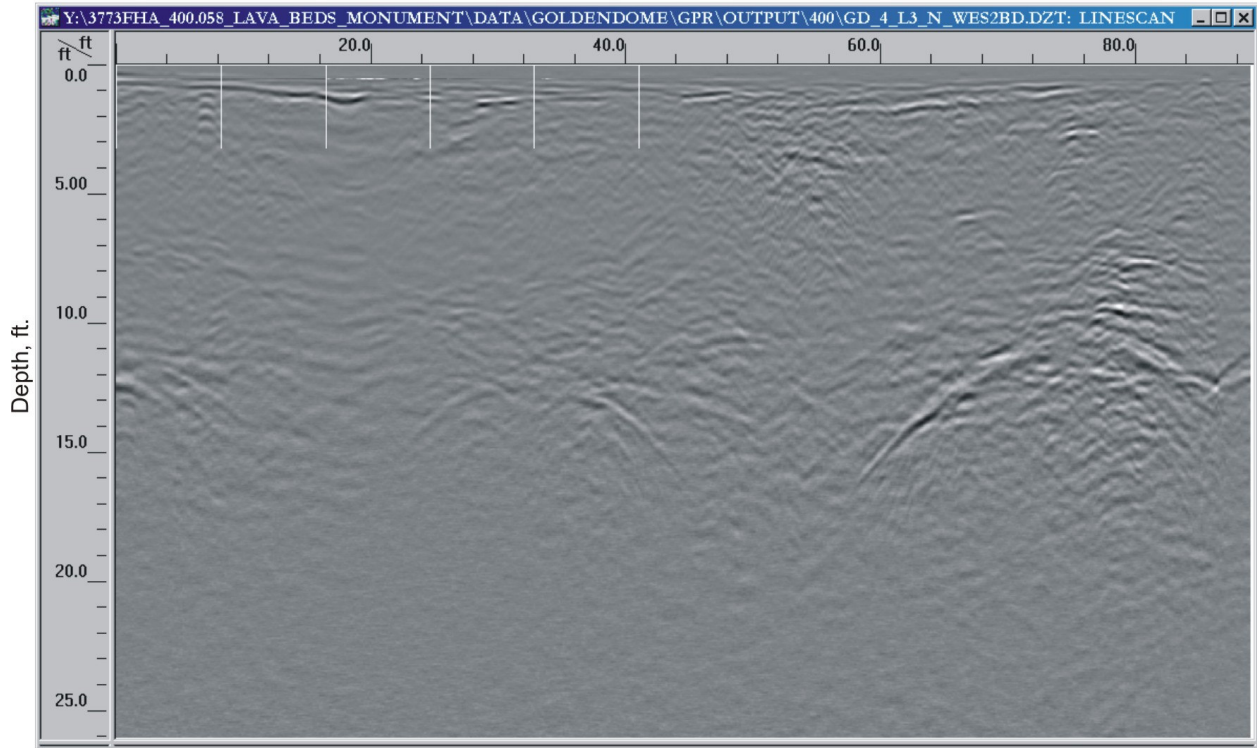 Y:\3773FHA_400.058_LAVA_BEDS_MONUMENT\DATA\GOLDENDOME\GPR\OUTPUT\400\GD_4_L3_N_WES2BD.DZT: LINESCAN
ft/ft 20.0 40.0 60.0 80.0
0.0
5.00
10.0
15.0
20.0
25.0
Depth, ft.